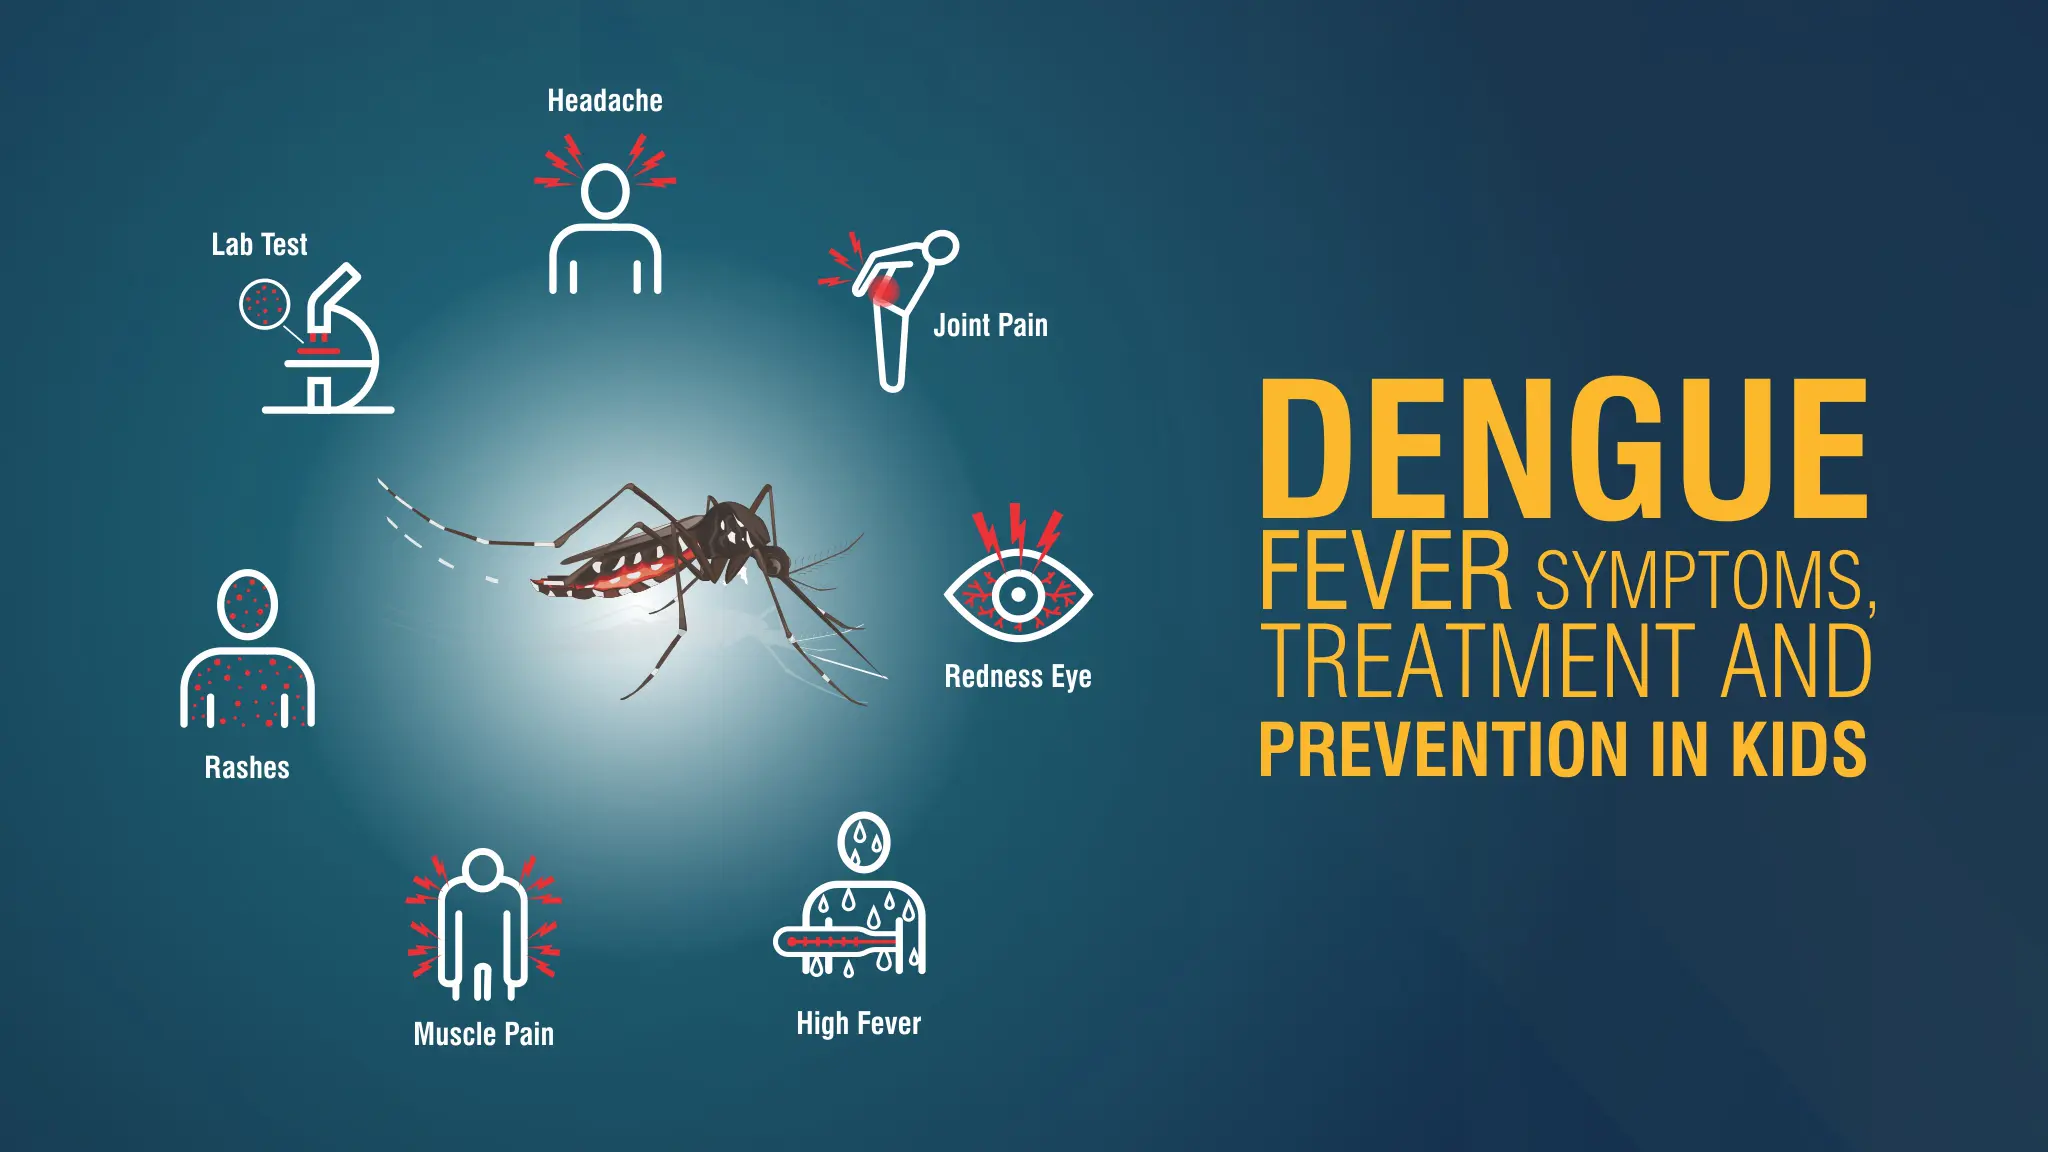 Headache
Lab Test
Joint Pain
Redness Eye
Rashes
High Fever
Muscle Pain
DENGUE
FEVER SYMPTOMS,
TREATMENT AND
PREVENTION IN KIDS